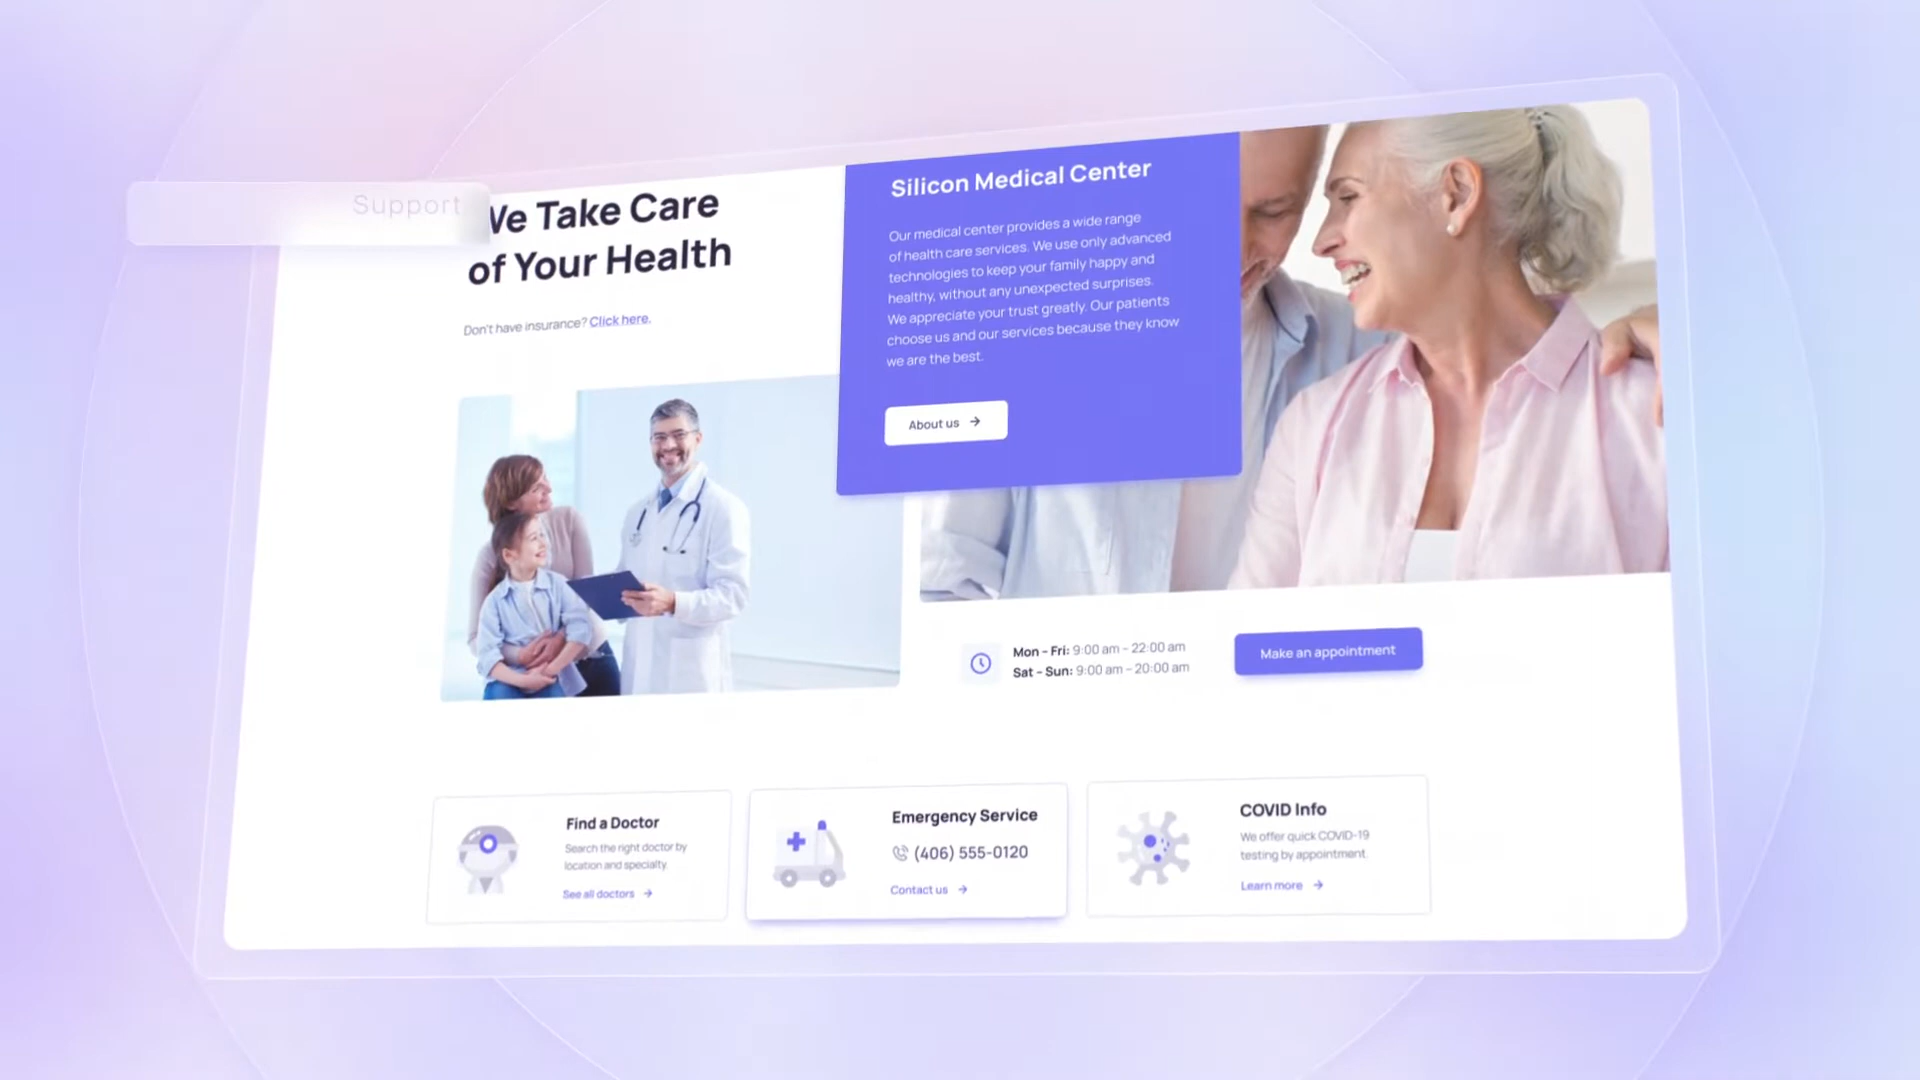 Support
We Take Care
of Your Health
Don't have insurance? Click here.
Silicon Medical Center
Our medical center provides a wide range
of health care services. We use only advanced
technologies to keep your family happy and
healthy, without any unexpected surprises.
We appreciate your trust greatly. Our patients
choose us and our services because they know
we are the best.
About us
Mon – Fri: 9:00 am – 22:00 am
Sat – Sun: 9:00 am – 20:00 am
Make an appointment
Find a Doctor
Search the right doctor by
location and specialty.
See all doctors
Emergency Service
(406) 555-0120
Contact us
COVID Info
We offer quick COVID-19
testing by appointment.
Learn more